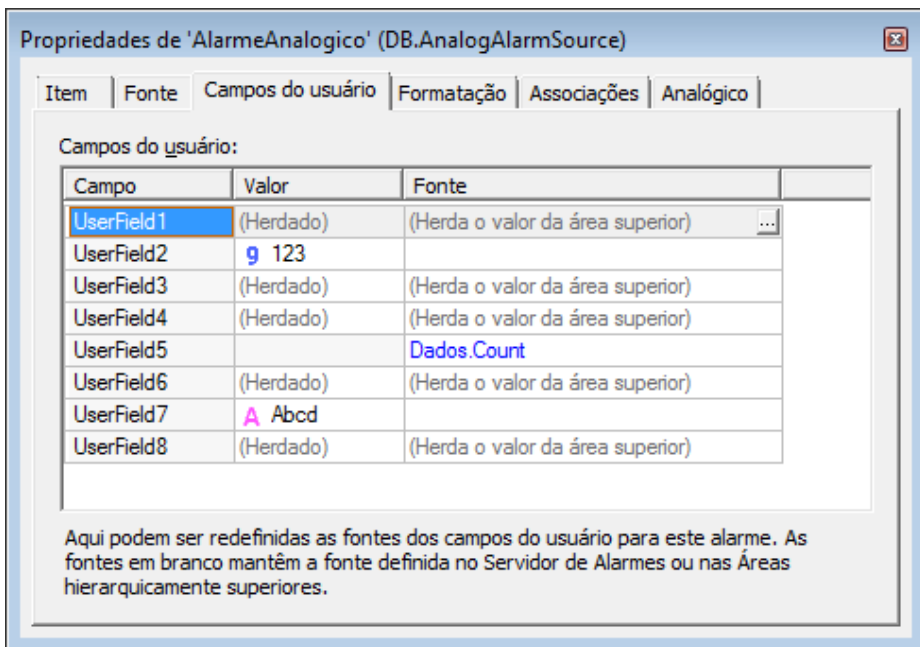 Propriedades de 'AlarmeAnalogico' (DB.AnalogAlarmSource)
Item Fonte Campos do usuário Formatação Associações Analógico
Campos do usuário:
Campo Valor Fonte
UserField1 (Herdado) (Herda o valor da área superior) ...
UserField2 9 123
UserField3 (Herdado) (Herda o valor da área superior)
UserField4 (Herdado) (Herda o valor da área superior)
UserField5 Dados.Count
UserField6 (Herdado) (Herda o valor da área superior)
UserField7 A Abcd
UserField8 (Herdado) (Herda o valor da área superior)
Aqui podem ser redefinidas as fontes dos campos do usuário para este alarme. As
fontes em branco mantêm a fonte definida no Servidor de Alarmes ou nas Áreas
hierarquicamente superiores.